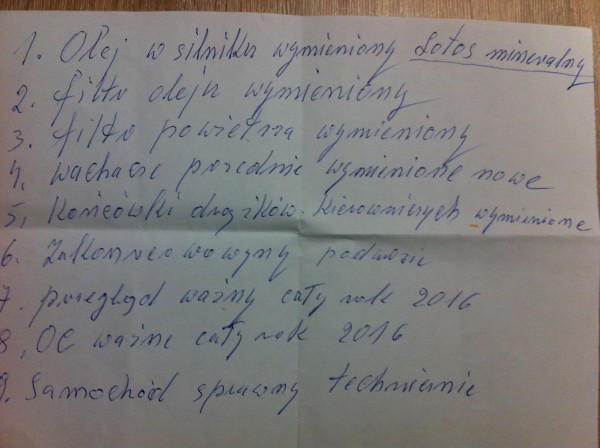 1. Olej w silniku wymieniony Lotos mineralny
2. filtr oleju wymieniony
3. filtr powietrza wymieniony
4, wachacze przednie wymienione nowe
5, Końcówki drążków kierowniczych wymienione
6. Zakonserwowany podwozie
7. przegląd ważny cały rok 2016
8, OC ważne cały rok 2016
9. Samochód sprawny technicznie